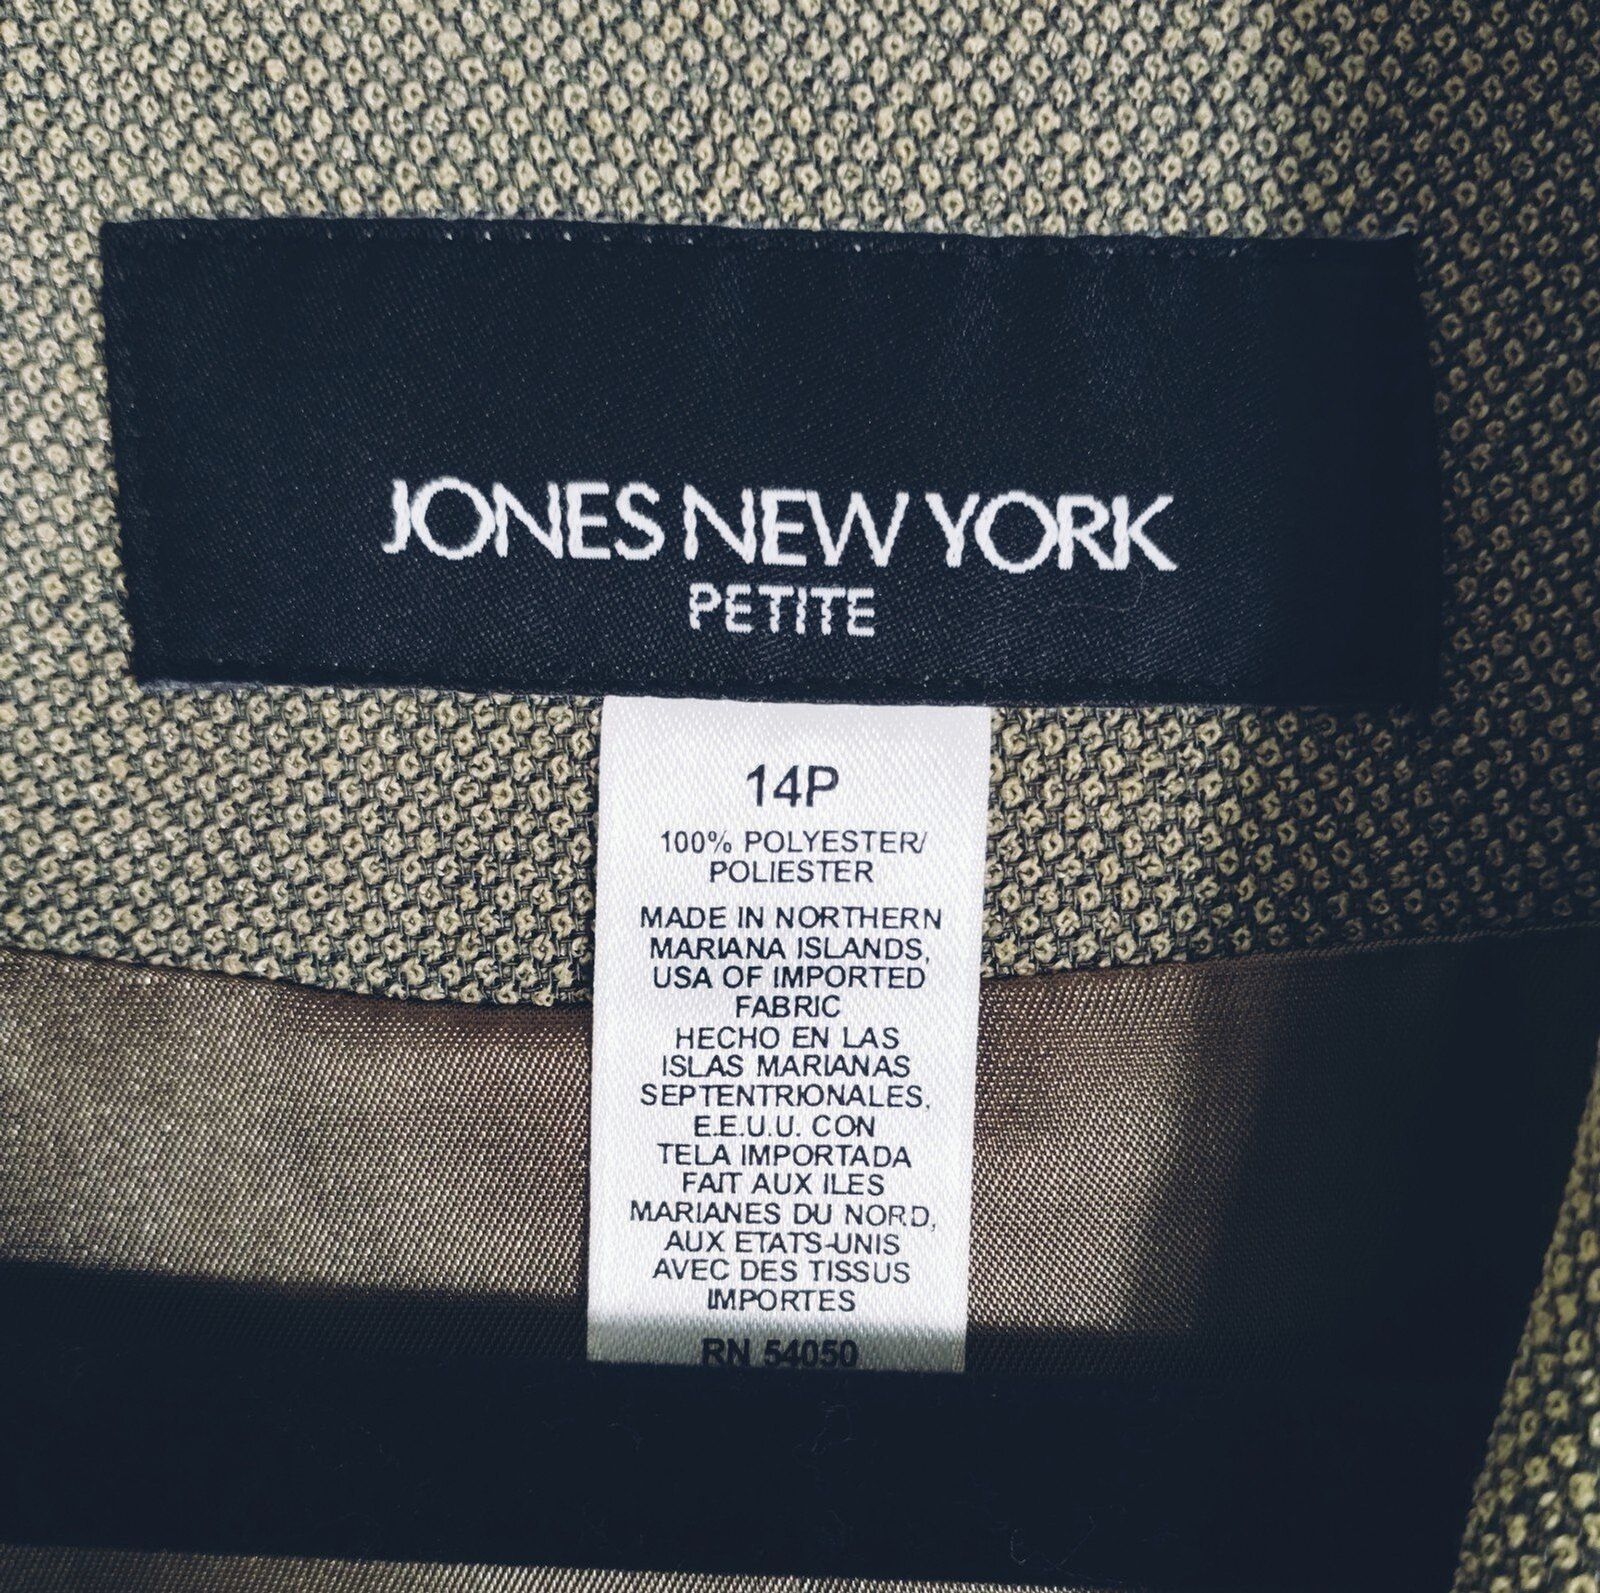 JONES NEW YORK
PETITE
14P
100% POLYESTER/
POLIESTER
MADE IN NORTHERN
MARIANA ISLANDS,
USA OF IMPORTED
FABRIC
HECHO EN LAS
ISLAS MARIANAS
SEPTENTRIONALES,
E.E.U.U. CON
TELA IMPORTADA
FAIT AUX ILES
MARIANES DU NORD,
AUX ETATS-UNIS
AVEC DES TISSUS
IMPORTES
RN 54050